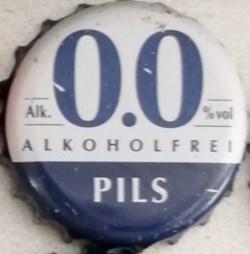 Alk. 0.0 % vol
ALKOHOLFREI
PILS